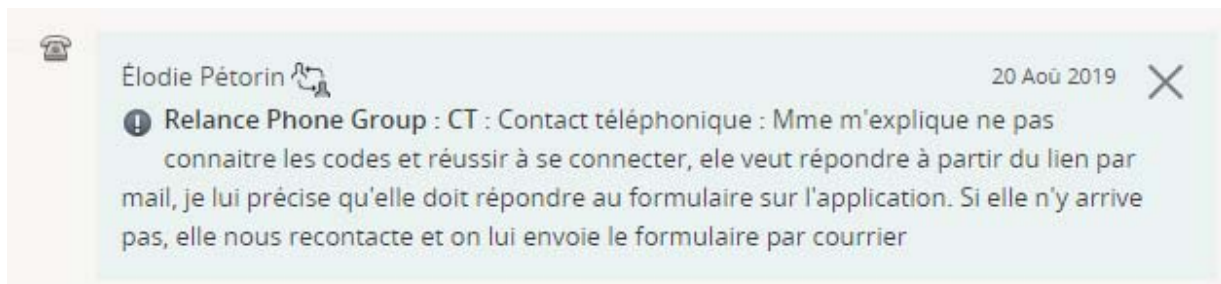 Élodie Pétorin 20 Aoû 2019
Relance Phone Group : CT : Contact téléphonique : Mme m'explique ne pas
connaitre les codes et réussir à se connecter, ele veut répondre à partir du lien par
mail, je lui précise qu'elle doit répondre au formulaire sur l'application. Si elle n'y arrive
pas, elle nous recontacte et on lui envoie le formulaire par courrier